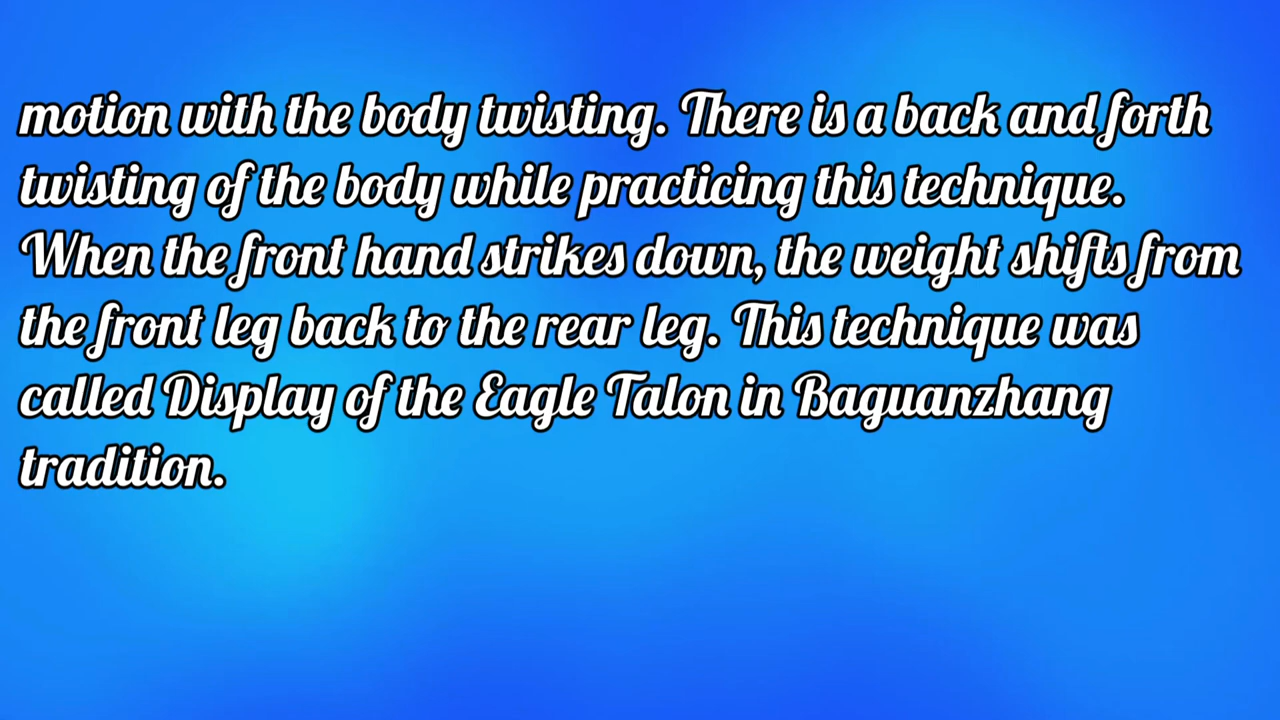 motion with the body twisting. There is a back and forth
twisting of the body while practicing this technique.
When the front hand strikes down, the weight shifts from
the front leg back to the rear leg. This technique was
called Display of the Eagle Talon in Baguanzhang
tradition.